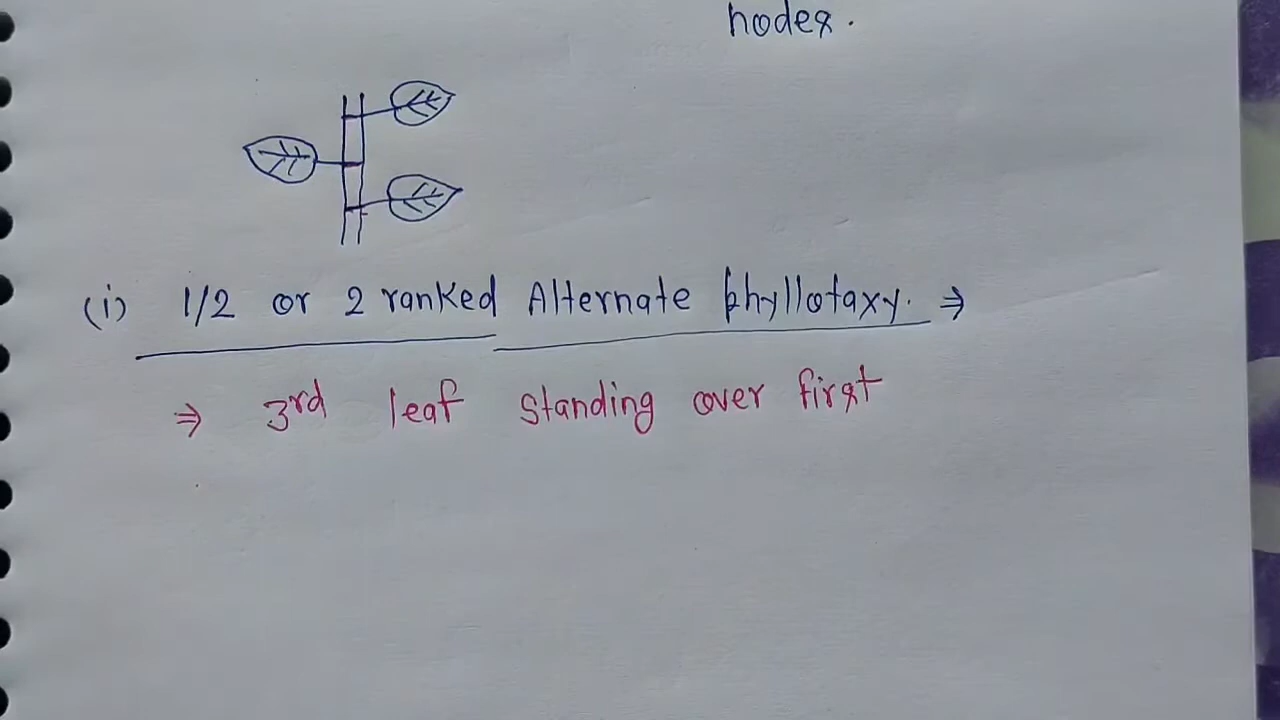 nodes.
(i) 1/2 or 2 ranked Alternate phyllotaxy. ⇒
⇒ 3rd leaf standing over first